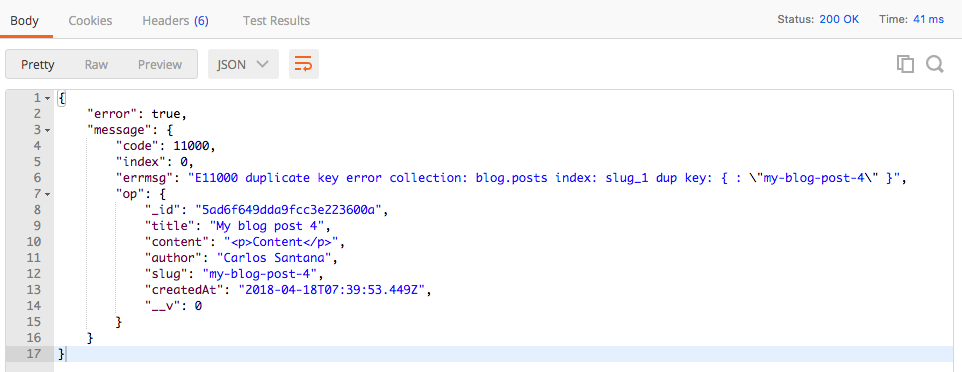 Body Cookies Headers (6) Test Results Status: 200 OK Time: 41 ms
Pretty Raw Preview JSON
1 {
2 "error": true,
3 "message": {
4 "code": 11000,
5 "index": 0,
6 "errmsg": "E11000 duplicate key error collection: blog.posts index: slug_1 dup key: { : \"my-blog-post-4\" }",
7 "op": {
8 "_id": "5ad6f649dda9fcc3e223600a",
9 "title": "My blog post 4",
10 "content": "<p>Content</p>",
11 "author": "Carlos Santana",
12 "slug": "my-blog-post-4",
13 "createdAt": "2018-04-18T07:39:53.449Z",
14 "__v": 0
15 }
16 }
17 }